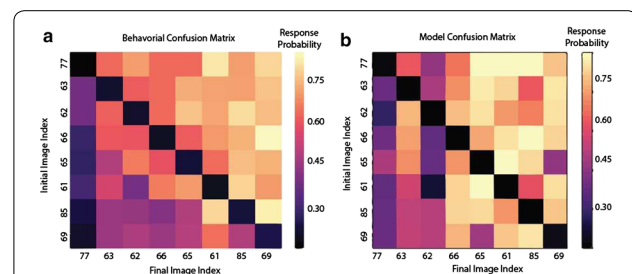 a
Behavorial Confusion Matrix
Response
Probability
77
63
62
66
65
61
85
69
Initial Image Index
77 63 62 66 65 61 85 69
Final Image Index
0.75
0.60
0.45
0.30
b
Model Confusion Matrix
Response
Probability
77
63
62
66
65
61
85
69
Initial Image Index
77 63 62 66 65 61 85 69
Final Image Index
0.75
0.60
0.45
0.30